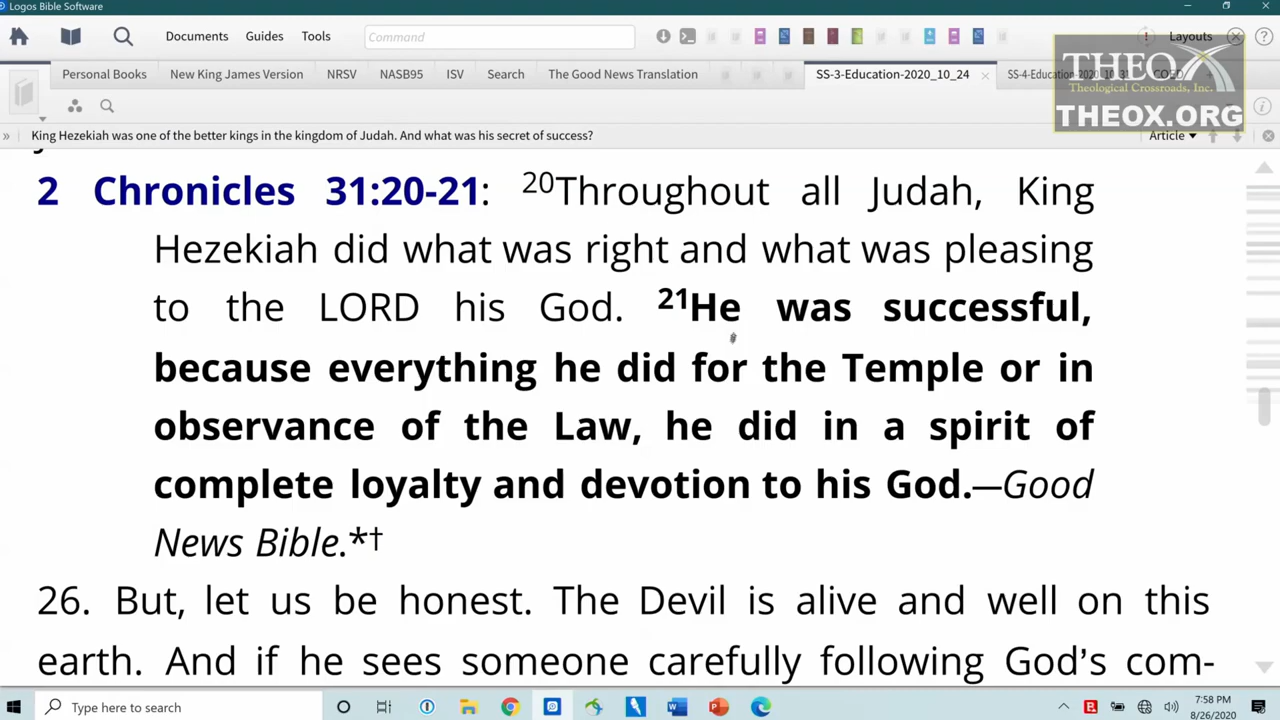 Logos Bible Software
Documents Guides Tools Command Layouts
THEOX
Theological Crossroads, Inc.
THEOX.ORG
Personal Books New King James Version NRSV NASB95 ISV Search The Good News Translation SS-3-Education-2020_10_24 SS-4-Education-2020_10_31
King Hezekiah was one of the better kings in the kingdom of Judah. And what was his secret of success? Article
2 Chronicles 31:20-21: 20Throughout all Judah, King
Hezekiah did what was right and what was pleasing
to the LORD his God. 21He was successful,
because everything he did for the Temple or in
observance of the Law, he did in a spirit of
complete loyalty and devotion to his God.—Good
News Bible.*†
26. But, let us be honest. The Devil is alive and well on this
earth. And if he sees someone carefully following God’s com-
Type here to search
7:58 PM
8/26/2020